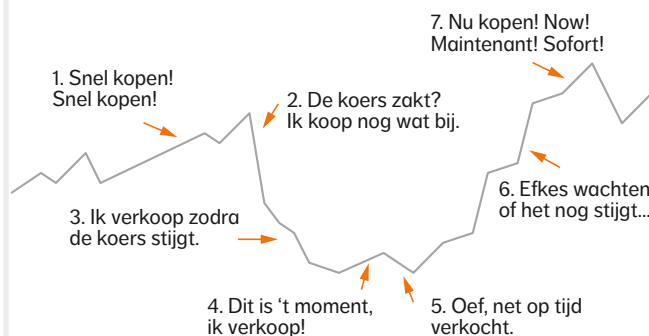 1. Snel kopen!
Snel kopen!
2. De koers zakt?
Ik koop nog wat bij.
3. Ik verkoop zodra
de koers stijgt.
4. Dit is ‘t moment,
ik verkoop!
5. Oef, net op tijd
verkocht.
6. Efkes wachten
of het nog stijgt...
7. Nu kopen! Now!
Maintenant! Sofort!